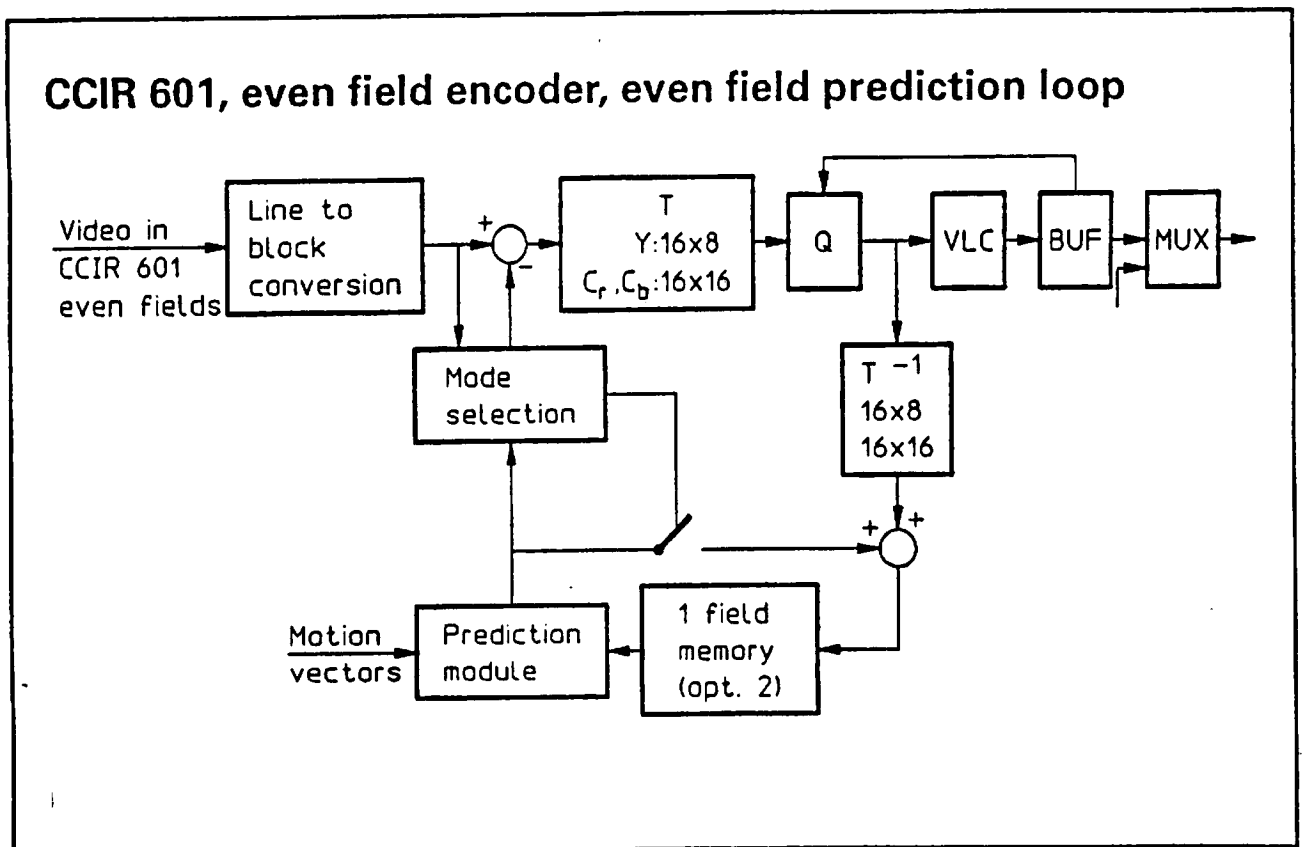 CCIR 601, even field encoder, even field prediction loop
Video in
CCIR 601
even fields
Line to
block
conversion
+
-
T
Y:16x8
Cr,Cb:16x16
Q
VLC
BUF
MUX
Mode
selection
T -1
16x8
16x16
+
+
Motion
vectors
Prediction
module
1 field
memory
(opt. 2)